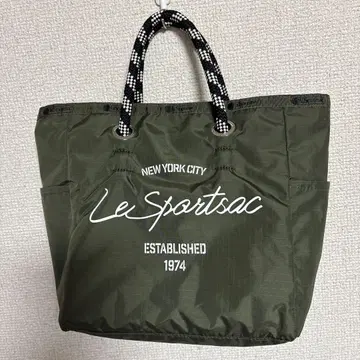 NEW YORK CITY
LeSportsac
ESTABLISHED
1974